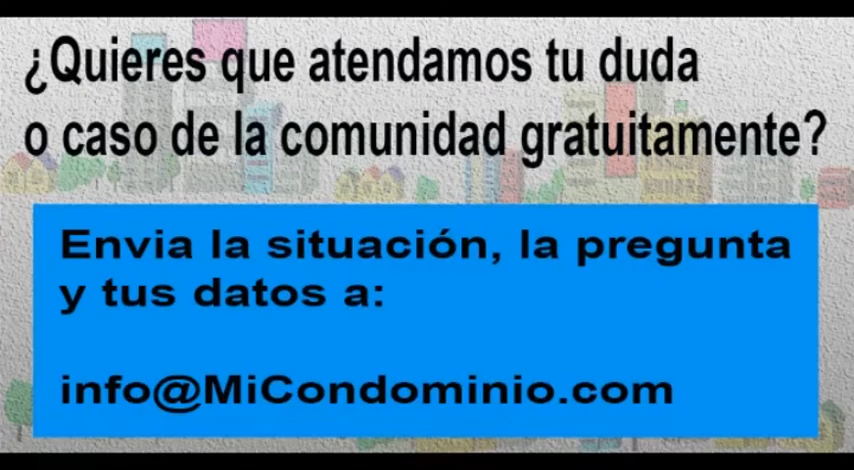 ¿Quieres que atendamos tu duda
o caso de la comunidad gratuitamente?
Envia la situación, la pregunta
y tus datos a:
info@MiCondominio.com